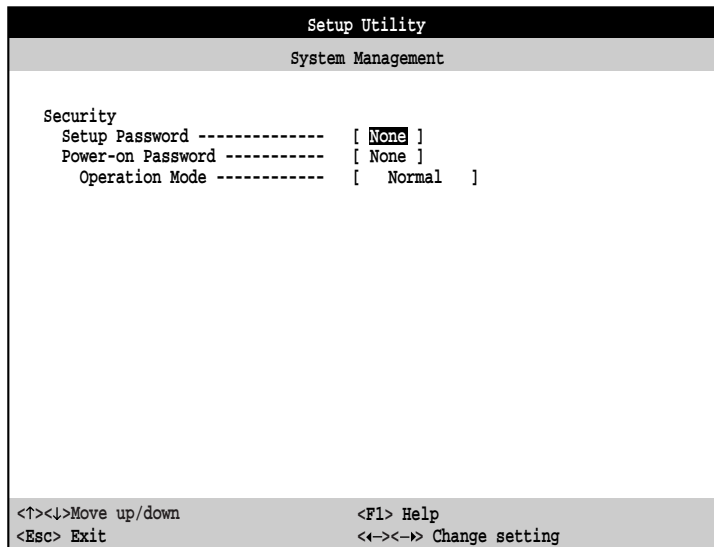 Setup Utility
System Management
Security
Setup Password -------------- [ None ]
Power-on Password ----------- [ None ]
Operation Mode ------------ [ Normal ]
<↑><↓>Move up/down <F1> Help
<Esc> Exit <←><→> Change setting